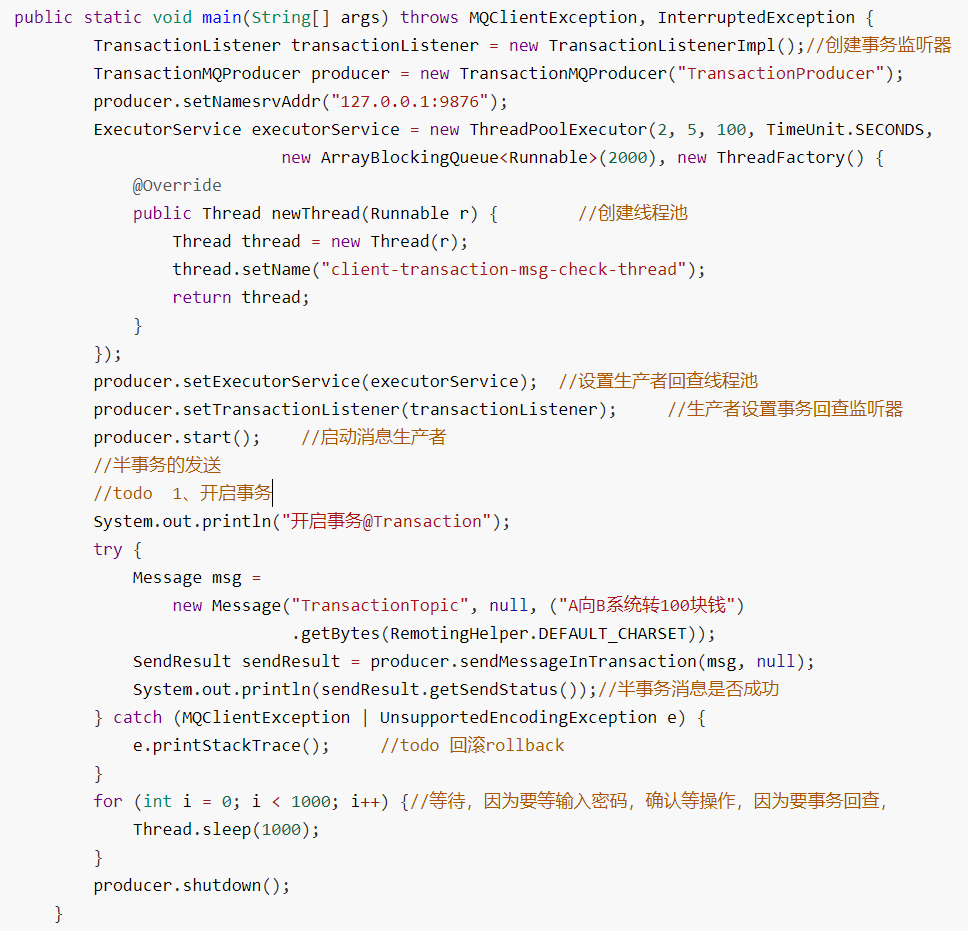 public static void main(String[] args) throws MQClientException, InterruptedException {
TransactionListener transactionListener = new TransactionListenerImpl();//创建事务监听器
TransactionMQProducer producer = new TransactionMQProducer("TransactionProducer");
producer.setNamesrvAddr("127.0.0.1:9876");
ExecutorService executorService = new ThreadPoolExecutor(2, 5, 100, TimeUnit.SECONDS,
new ArrayBlockingQueue<Runnable>(2000), new ThreadFactory() {
@Override
public Thread newThread(Runnable r) {        //创建线程池
Thread thread = new Thread(r);
thread.setName("client-transaction-msg-check-thread");
return thread;
}
});
producer.setExecutorService(executorService);  //设置生产者回查线程池
producer.setTransactionListener(transactionListener);     //生产者设置事务回查监听器
producer.start();    //启动消息生产者
//半事务的发送
//todo  1、开启事务
System.out.println("开启事务@Transaction");
try {
Message msg =
new Message("TransactionTopic", null, ("A向B系统转100块钱")
.getBytes(RemotingHelper.DEFAULT_CHARSET));
SendResult sendResult = producer.sendMessageInTransaction(msg, null);
System.out.println(sendResult.getSendStatus());//半事务消息是否成功
} catch (MQClientException | UnsupportedEncodingException e) {
e.printStackTrace();     //todo 回滚rollback
}
for (int i = 0; i < 1000; i++) {//等待，因为要等输入密码，确认等操作，因为要事务回查，
Thread.sleep(1000);
}
producer.shutdown();
}